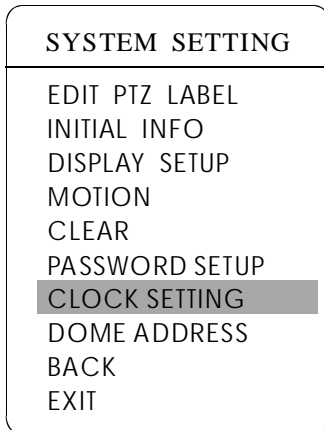 SYSTEM SETTING
EDIT PTZ LABEL
INITIAL INFO
DISPLAY SETUP
MOTION
CLEAR
PASSWORD SETUP
CLOCK SETTING
DOME ADDRESS
BACK
EXIT